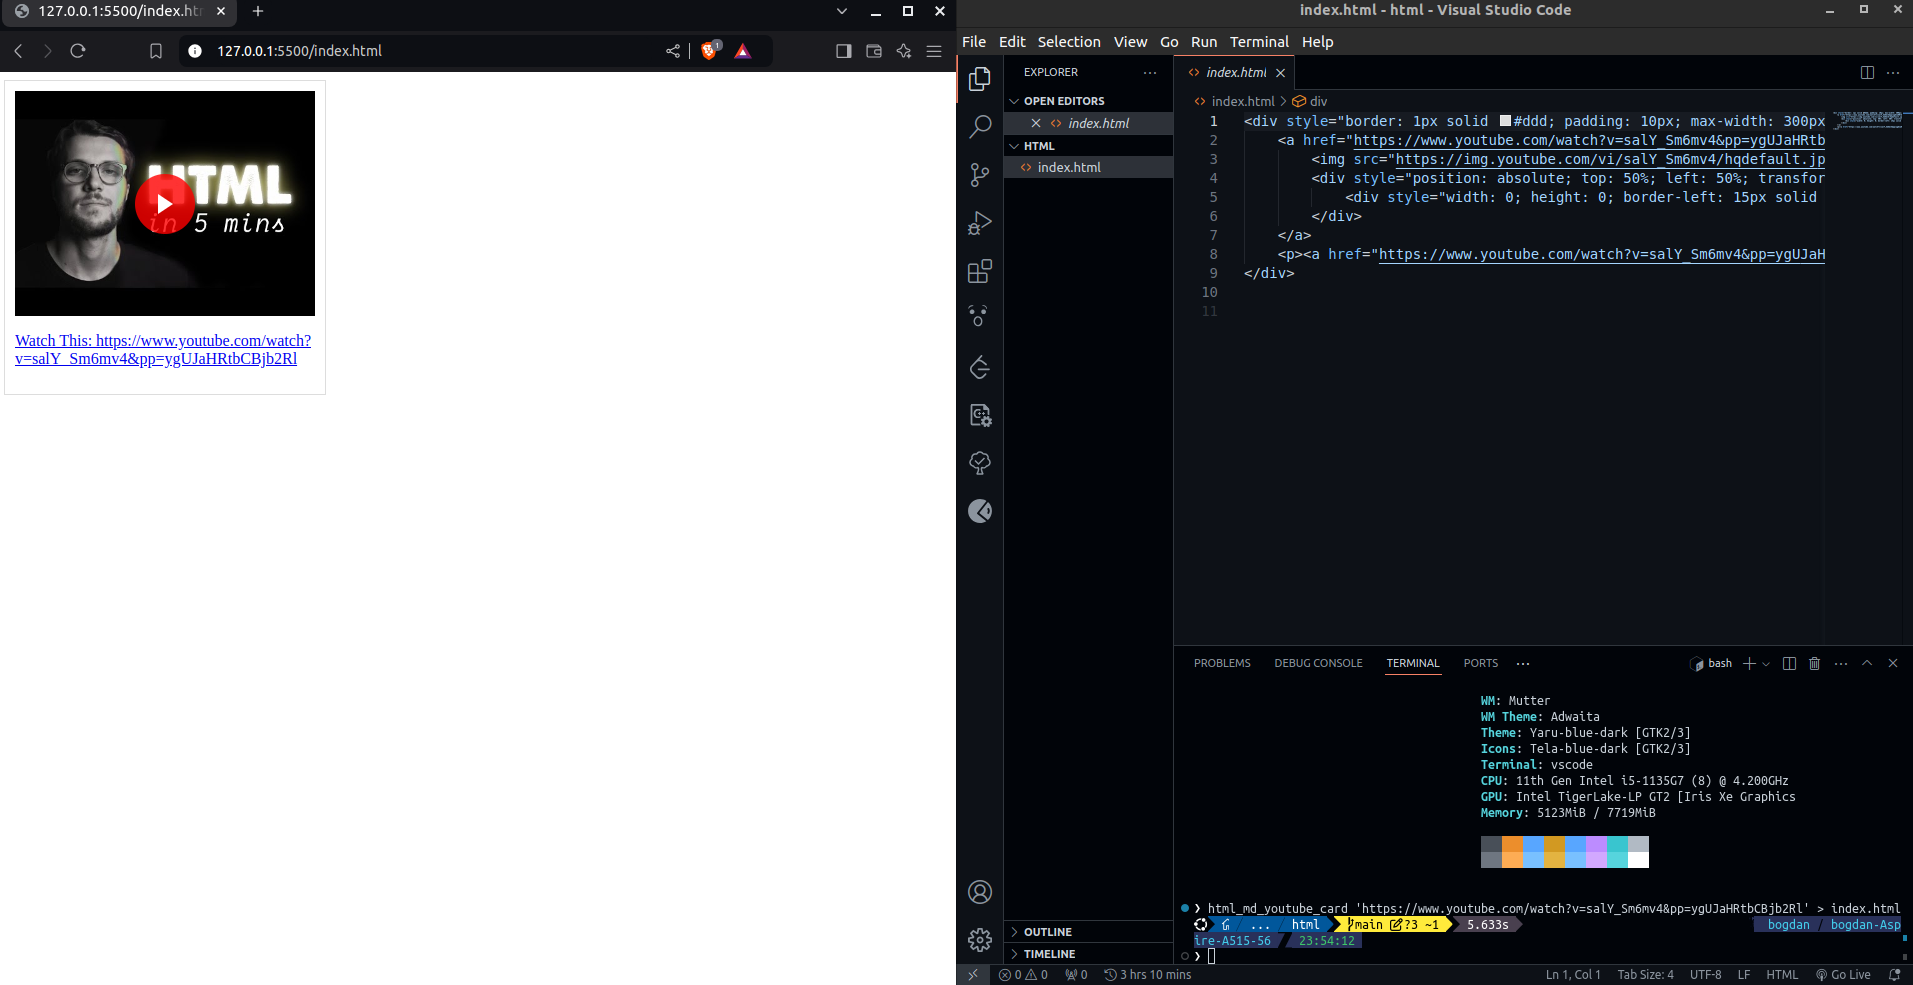 127.0.0.1:5500/index.ht
127.0.0.1:5500/index.html
1
HTML
in 5 mins
Watch This: https://www.youtube.com/watch?
v=salY_Sm6mv4&pp=ygUJaHRtbCBjb2Rl
index.html - html - Visual Studio Code
File Edit Selection View Go Run Terminal Help
EXPLORER
OPEN EDITORS
index.html
HTML
index.html
OUTLINE
TIMELINE
index.html
index.html > div
1 <div style="border: 1px solid #ddd; padding: 10px; max-width: 300px
2 <a href="https://www.youtube.com/watch?v=salY_Sm6mv4&pp=ygUJaHRtb
3 <img src="https://img.youtube.com/vi/salY_Sm6mv4/hqdefault.jp
4 <div style="position: absolute; top: 50%; left: 50%; transfor
5 <div style="width: 0; height: 0; border-left: 15px solid
6 </div>
7 </a>
8 <p><a href="https://www.youtube.com/watch?v=salY_Sm6mv4&pp=ygUJaH
9 </div>
10
11
PROBLEMS DEBUG CONSOLE TERMINAL PORTS bash
WM: Mutter
WM Theme: Adwaita
Theme: Yaru-blue-dark [GTK2/3]
Icons: Tela-blue-dark [GTK2/3]
Terminal: vscode
CPU: 11th Gen Intel i5-1135G7 (8) @ 4.200GHz
GPU: Intel TigerLake-LP GT2 [Iris Xe Graphics
Memory: 5123MiB / 7719MiB
❯ html_md_youtube_card 'https://www.youtube.com/watch?v=salY_Sm6mv4&pp=ygUJaHRtbCBjb2Rl' > index.html
... html main ?3 ~1 5.633s bogdan / bogdan-Asp
ire-A515-56 23:54:12
❯
0 0 0 3 hrs 10 mins Ln 1, Col 1 Tab Size: 4 UTF-8 LF HTML Go Live